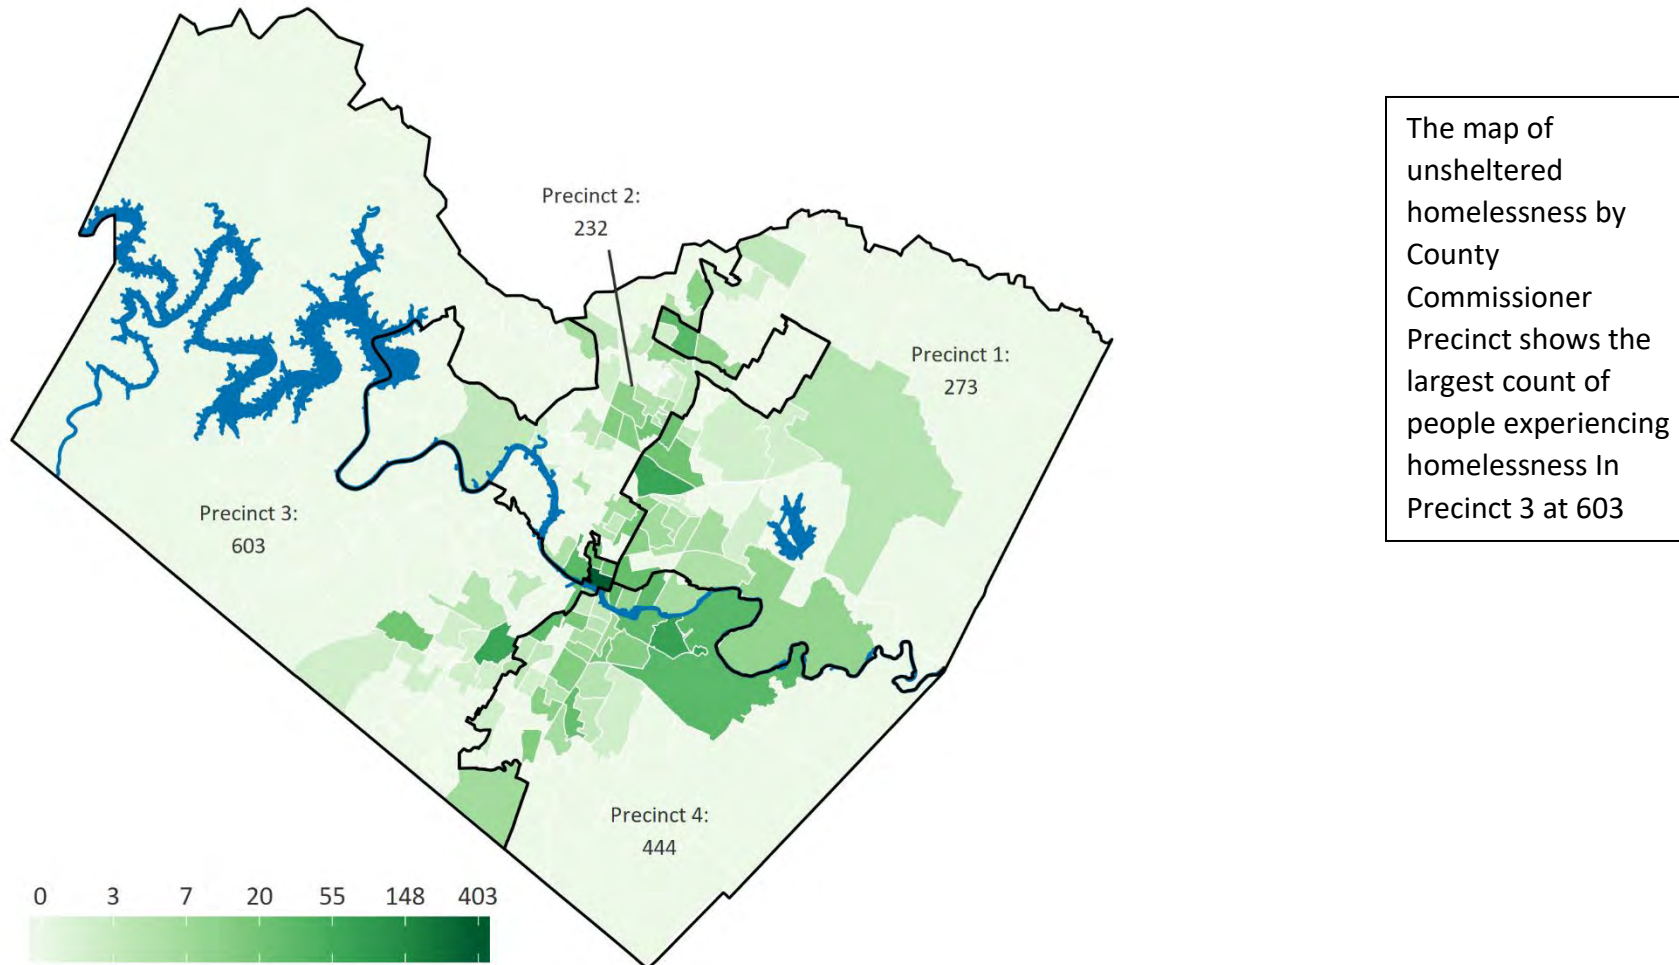 Precinct 2:
232
Precinct 1:
273
Precinct 3:
603
Precinct 4:
444
0 3 7 20 55 148 403
The map of
unsheltered
homelessness by
County
Commissioner
Precinct shows the
largest count of
people experiencing
homelessness In
Precinct 3 at 603